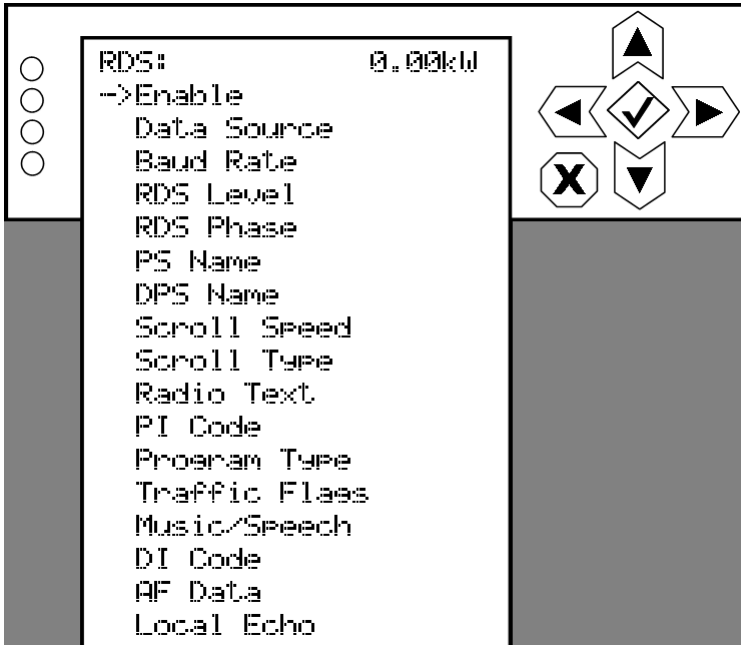 RDS: 0.00kW
->Enable
Data Source
Baud Rate
RDS Level
RDS Phase
PS Name
DPS Name
Scroll Speed
Scroll Type
Radio Text
PI Code
Program Type
Traffic Flags
Music/Speech
DI Code
AF Data
Local Echo
X